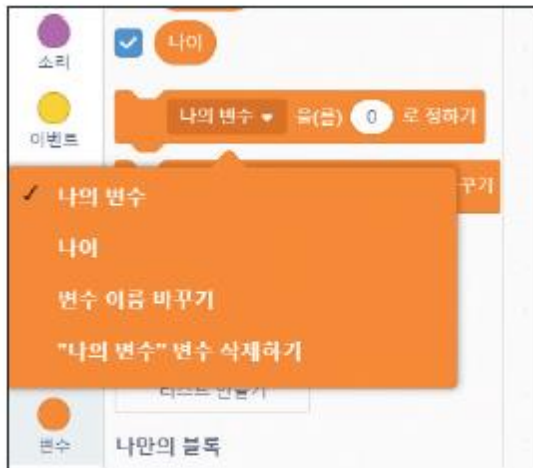 소리
나이
이벤트
나의 변수 을(를) 0 로 정하기
꾸기
✓ 나의 변수
나이
변수 이름 바꾸기
"나의 변수" 변수 삭제하기
리스트 만들기
변수
나만의 블록